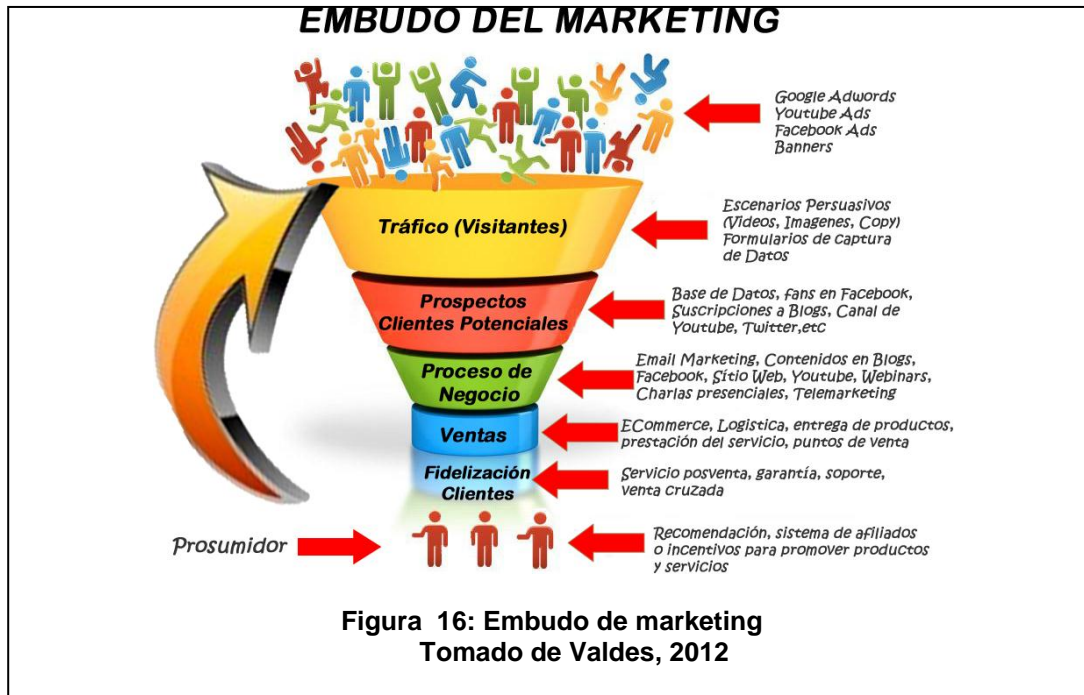 EMBUDO DEL MARKETING
Google Adwords
Youtube Ads
Facebook Ads
Banners
Tráfico (Visitantes)
Escenarios Persuasivos
(Videos, Imagenes, Copy)
Formularios de captura
de Datos
Prospectos
Clientes Potenciales
Base de Datos, fans en Facebook,
Suscripciones a Blogs, Canal de
Youtube, Twitter,etc
Proceso de
Negocio
Email Marketing, Contenidos en Blogs,
Facebook, Sítio Web, Youtube, Webinars,
Charlas presenciales, Telemarketing
Ventas
ECommerce, Logistica, entrega de productos,
prestación del servicio, puntos de venta
Fidelización
Clientes
Servicio posventa, garantía, soporte,
venta cruzada
Prosumidor
Recomendación, sistema de afiliados
o incentivos para promover productos
y servicios
Figura 16: Embudo de marketing
Tomado de Valdes, 2012